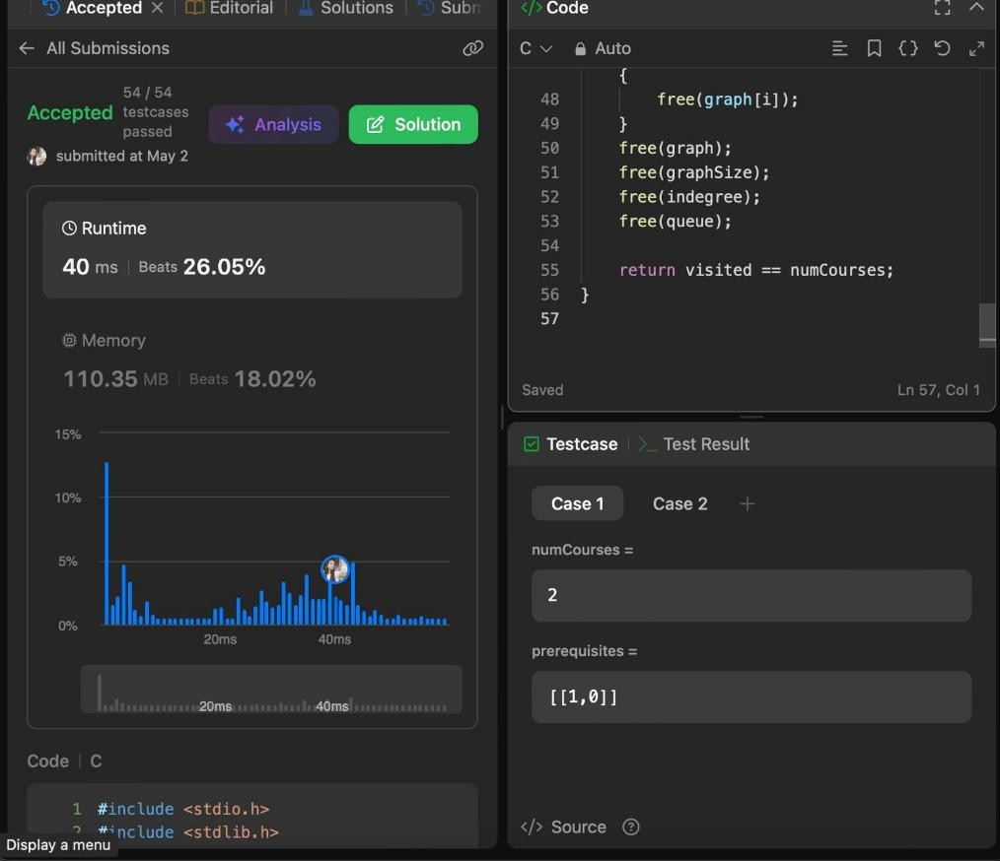 Accepted
Editorial
Solutions
Subm
All Submissions
Accepted
54 / 54
testcases
passed
Analysis
Solution
submitted at May 2
Runtime
40 ms | Beats 26.05%
Memory
110.35 MB | Beats 18.02%
15%
10%
5%
0%
20ms 40ms
20ms 40ms
Code | C
1 #include <stdio.h>
2 #include <stdlib.h>
Display a menu
</> Code
C
Auto
{
48 free(graph[i]);
49 }
50 free(graph);
51 free(graphSize);
52 free(indegree);
53 free(queue);
54
55 return visited == numCourses;
56 }
57
Saved
Ln 57, Col 1
Testcase
>_ Test Result
Case 1
Case 2
+
numCourses =
2
prerequisites =
[[1,0]]
</> Source ?